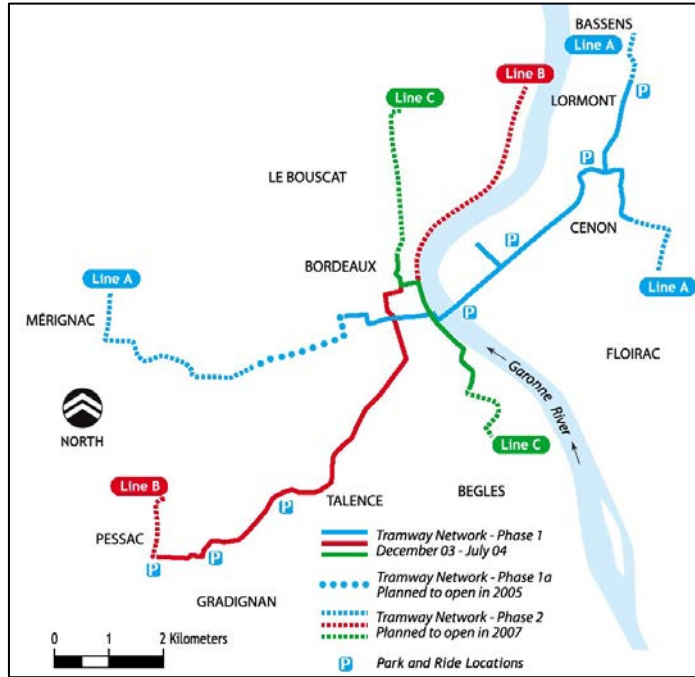 BASSENS
Line A
Line B
P
LORMONT
Line C
P
LE BOUSCAT
CENON
P
BORDEAUX
Line A
Line A
MÉRIGNAC
P
FLOIRAC
Garonne River
NORTH
Line C
Line B
BEGLES
TALENCE
P
PESSAC
P
P
GRADIGNAN
Tramway Network - Phase 1
December 03 - July 04
Tramway Network - Phase 1a
Planned to open in 2005
Tramway Network - Phase 2
Planned to open in 2007
0 1 2 Kilometers
P Park and Ride Locations